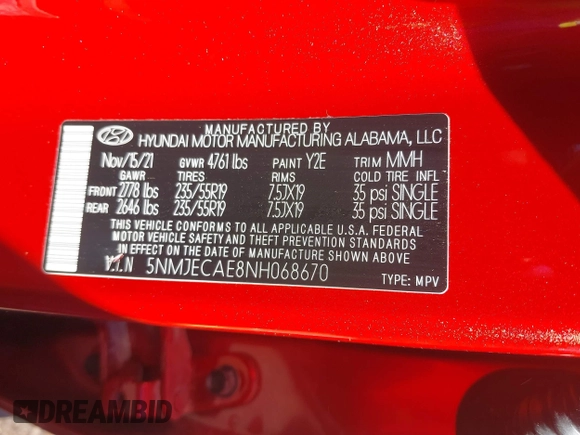 MANUFACTURED BY
HYUNDAI MOTOR MANUFACTURING ALABAMA, LLC
Nov/15/21 GVWR 4761 lbs PAINT Y2E TRIM MMH
GAWR TIRES RIMS COLD TIRE INFL
FRONT 2778 lbs 235/55R19 7.5JX19 35 psi SINGLE
REAR 2646 lbs 235/55R19 7.5JX19 35 psi SINGLE
THIS VEHICLE CONFORMS TO ALL APPLICABLE U.S.A. FEDERAL
MOTOR VEHICLE SAFETY AND THEFT PREVENTION STANDARDS
IN EFFECT ON THE DATE OF MANUFACTURE SHOWN ABOVE
V.I.N 5NMJECAE8NH068670
TYPE: MPV
DREAMBID